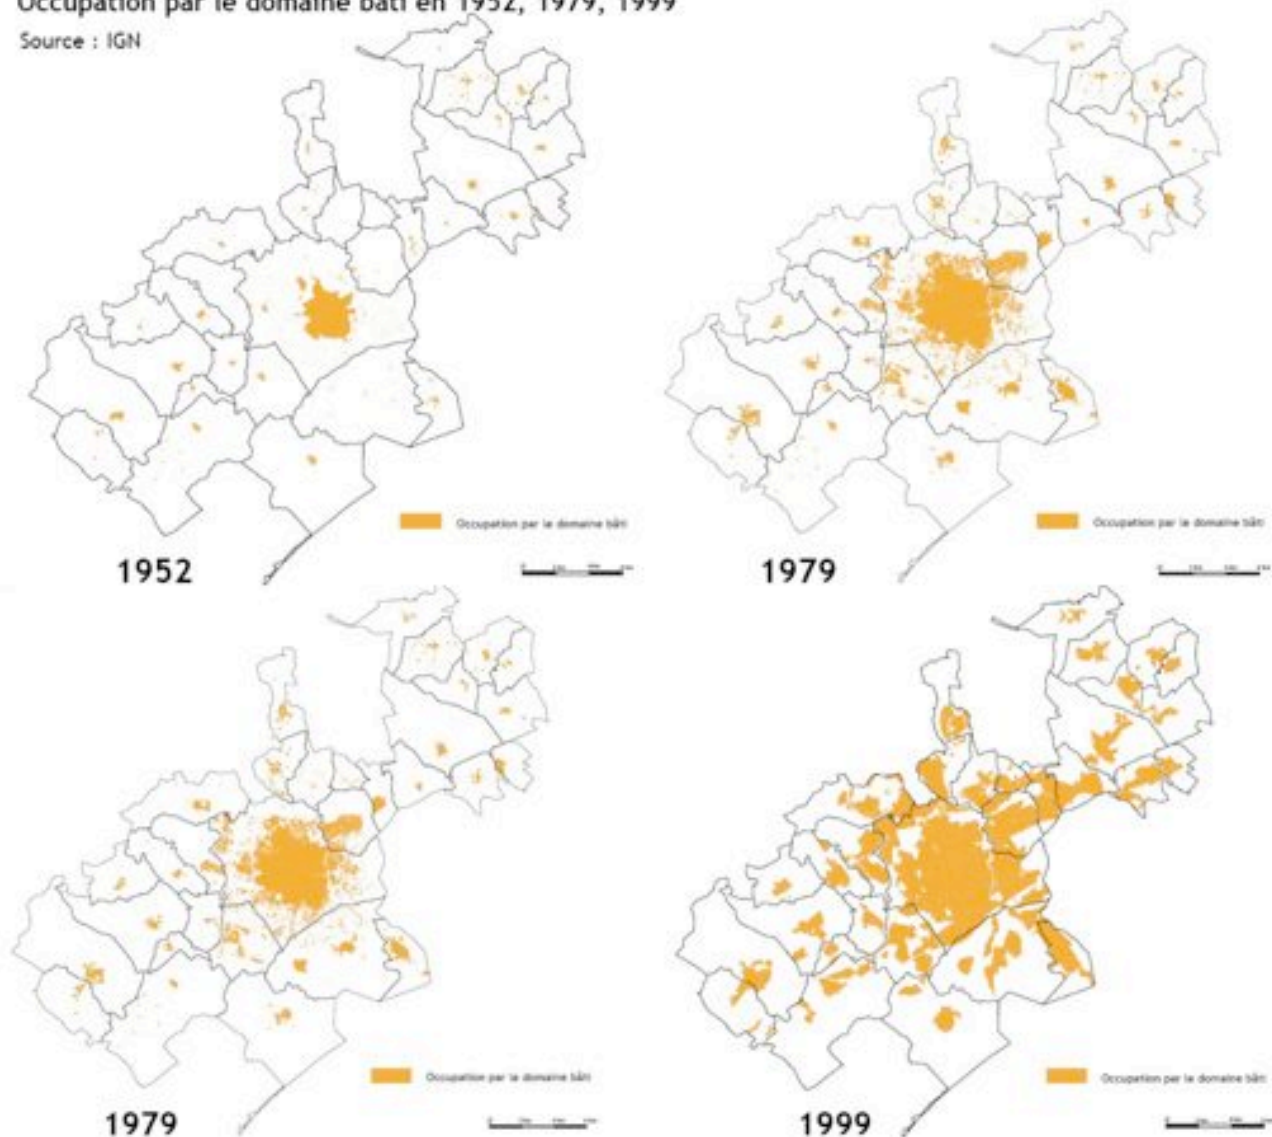 Occupation par le domaine bâti en 1952, 1979, 1999
Source : IGN
Occupation par le domaine bâti
1952
Occupation par le domaine bâti
1979
Occupation par le domaine bâti
1979
Occupation par le domaine bâti
1999